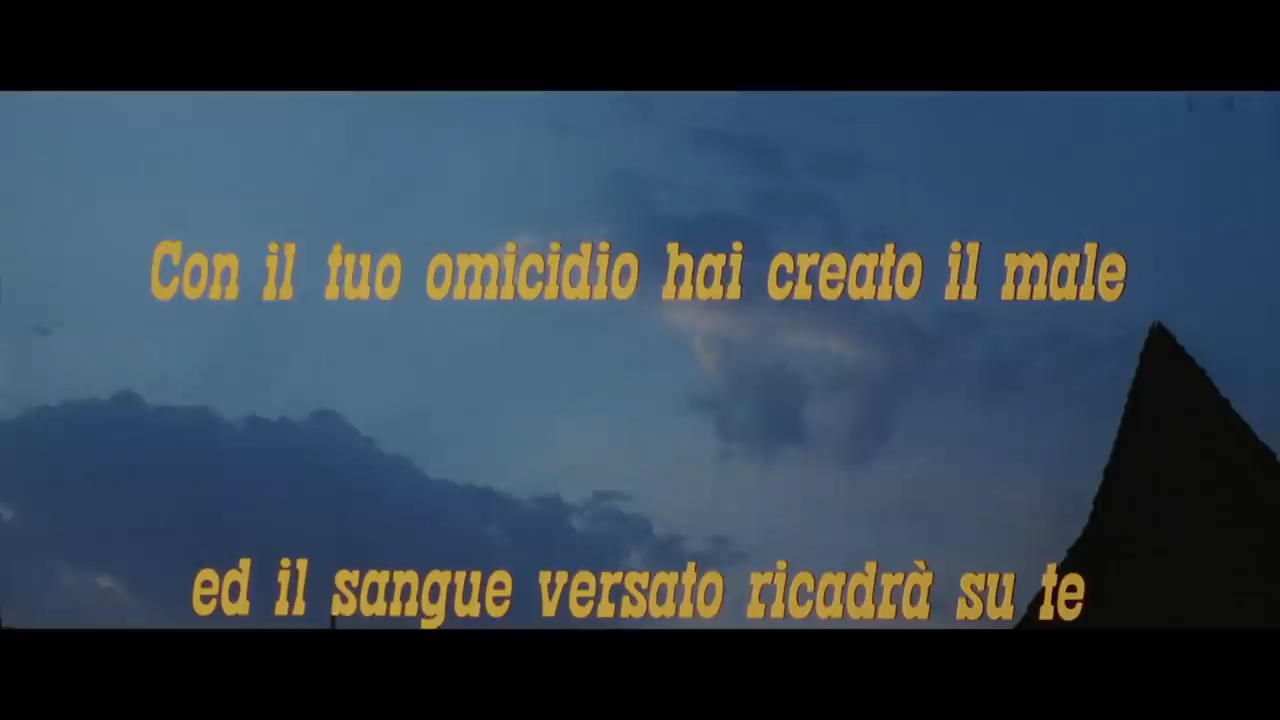 Con il tuo omicidio hai creato il male
ed il sangue versato ricadrà su te